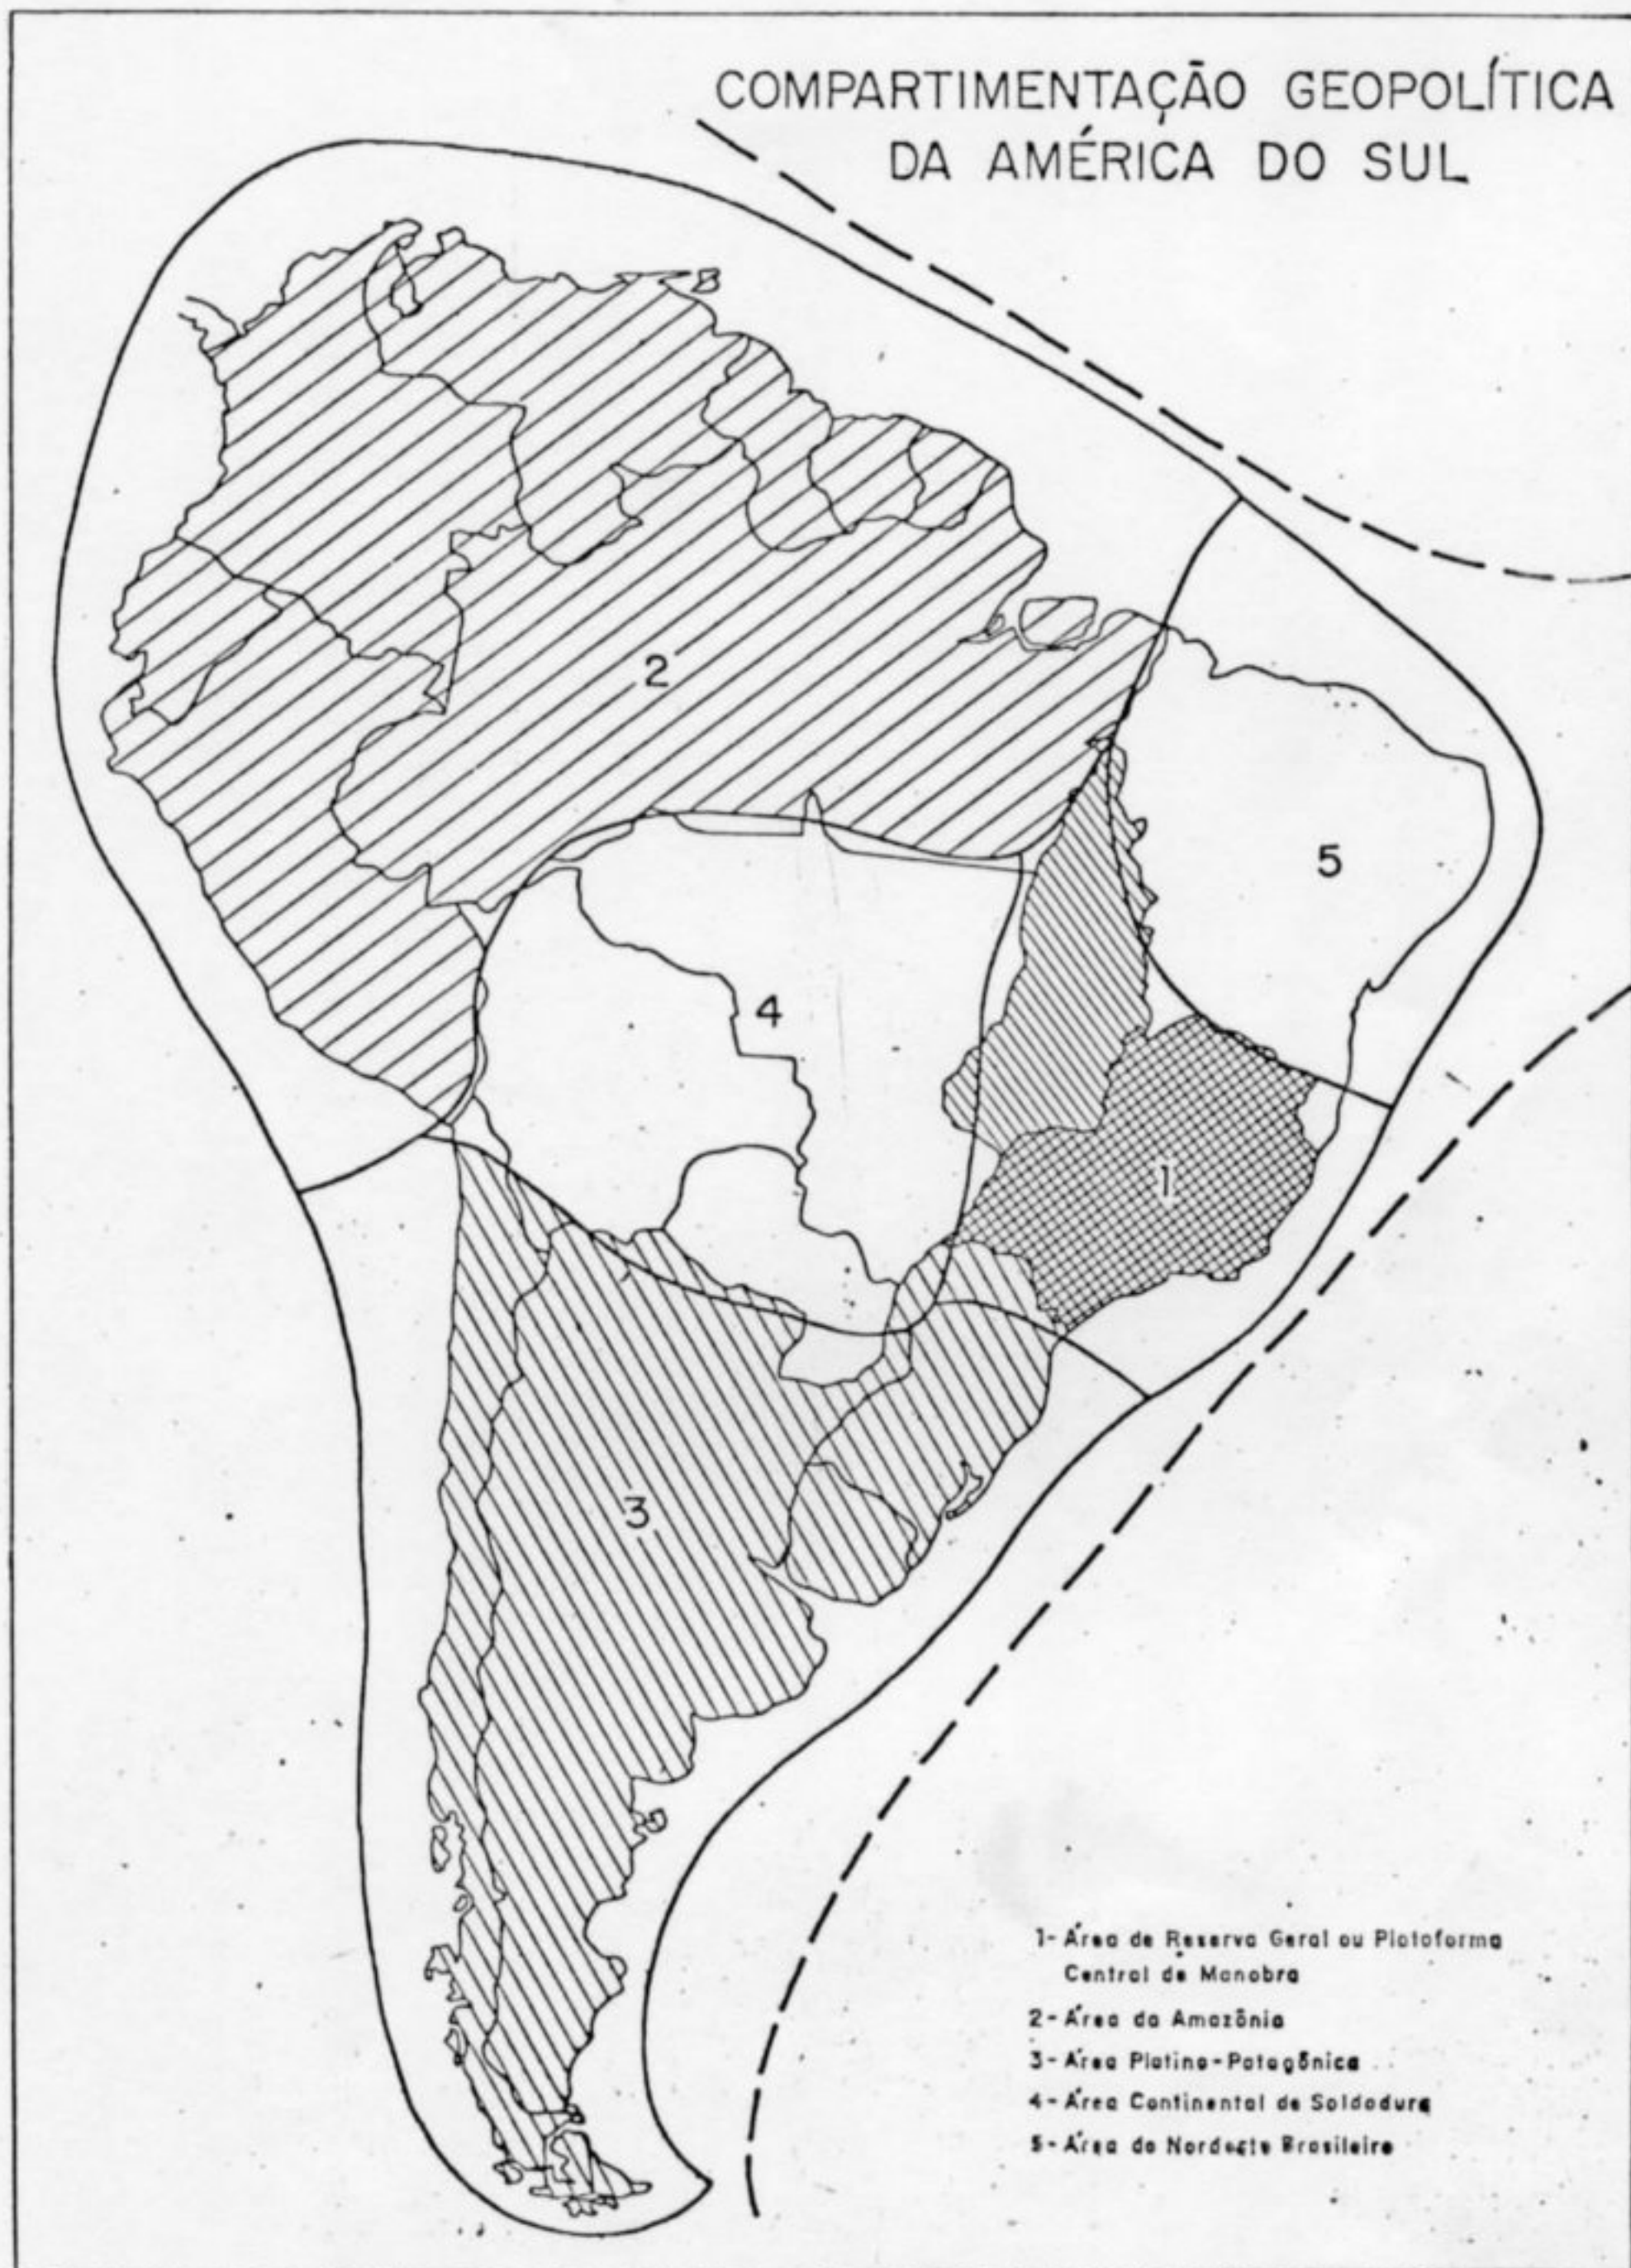 COMPARTIMENTAÇÃO GEOPOLÍTICA
DA AMÉRICA DO SUL
2
5
4
1
3
1- Área de Reserva Geral ou Plataforma
Central de Manobra
2- Área da Amazônia
3- Área Platino-Patagônica
4- Área Continental de Soldadura
5- Área do Nordeste Brasileiro